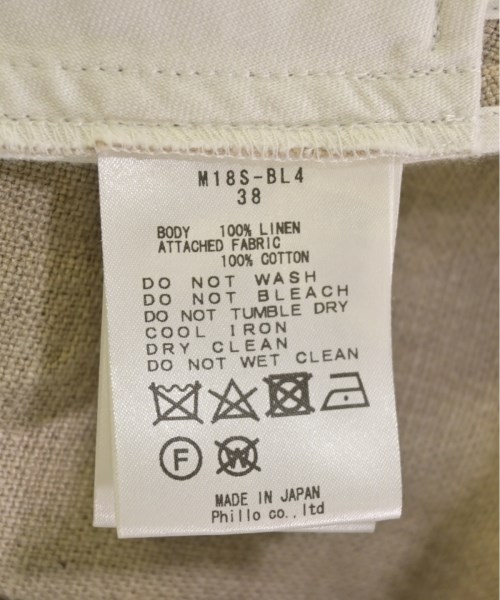 M18S-BL4
38
BODY 100% LINEN
ATTACHED FABRIC
100% COTTON
DO NOT WASH
DO NOT BLEACH
DO NOT TUMBLE DRY
COOL IRON
DRY CLEAN
DO NOT WET CLEAN
F W
MADE IN JAPAN
Phillo co.,ltd